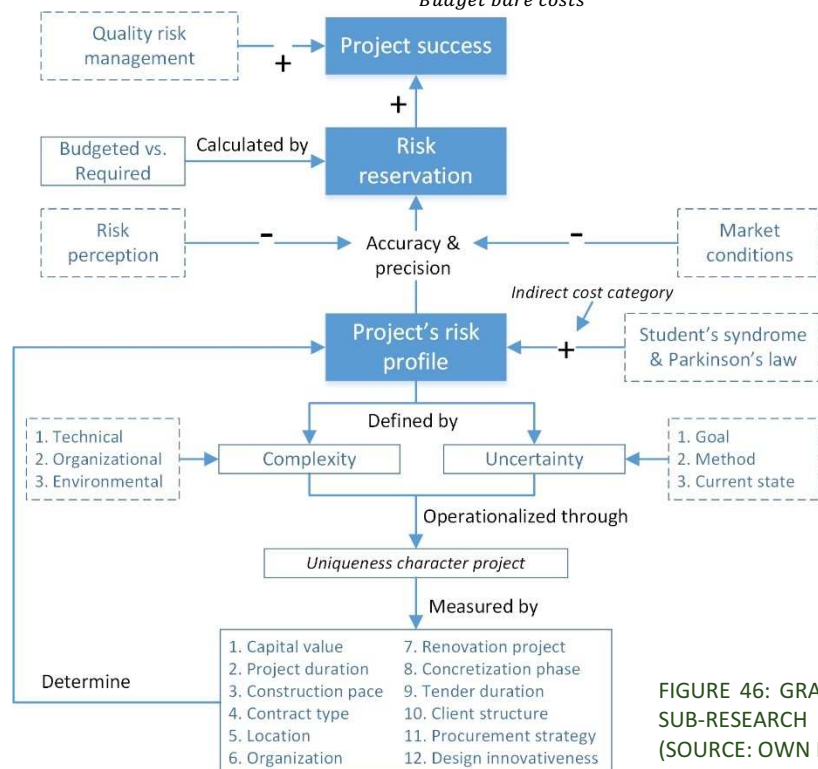 Budget bare costs
Quality risk
management
+
Project success
+
Budgeted vs.
Required
Calculated by
Risk
reservation
Risk
perception
-
Accuracy &
precision
-
Market
conditions
Indirect cost category
Project's risk
profile
+
Student's syndrome
& Parkinson's law
Defined by
1. Technical
2. Organizational
3. Environmental
Complexity
Uncertainty
1. Goal
2. Method
3. Current state
Operationalized through
Uniqueness character project
Measured by
1. Capital value
2. Project duration
3. Construction pace
4. Contract type
5. Location
6. Organization
7. Renovation project
8. Concretization phase
9. Tender duration
10. Client structure
11. Procurement strategy
12. Design innovativeness
Determine
FIGURE 46: GRA
SUB-RESEARCH
(SOURCE: OWN